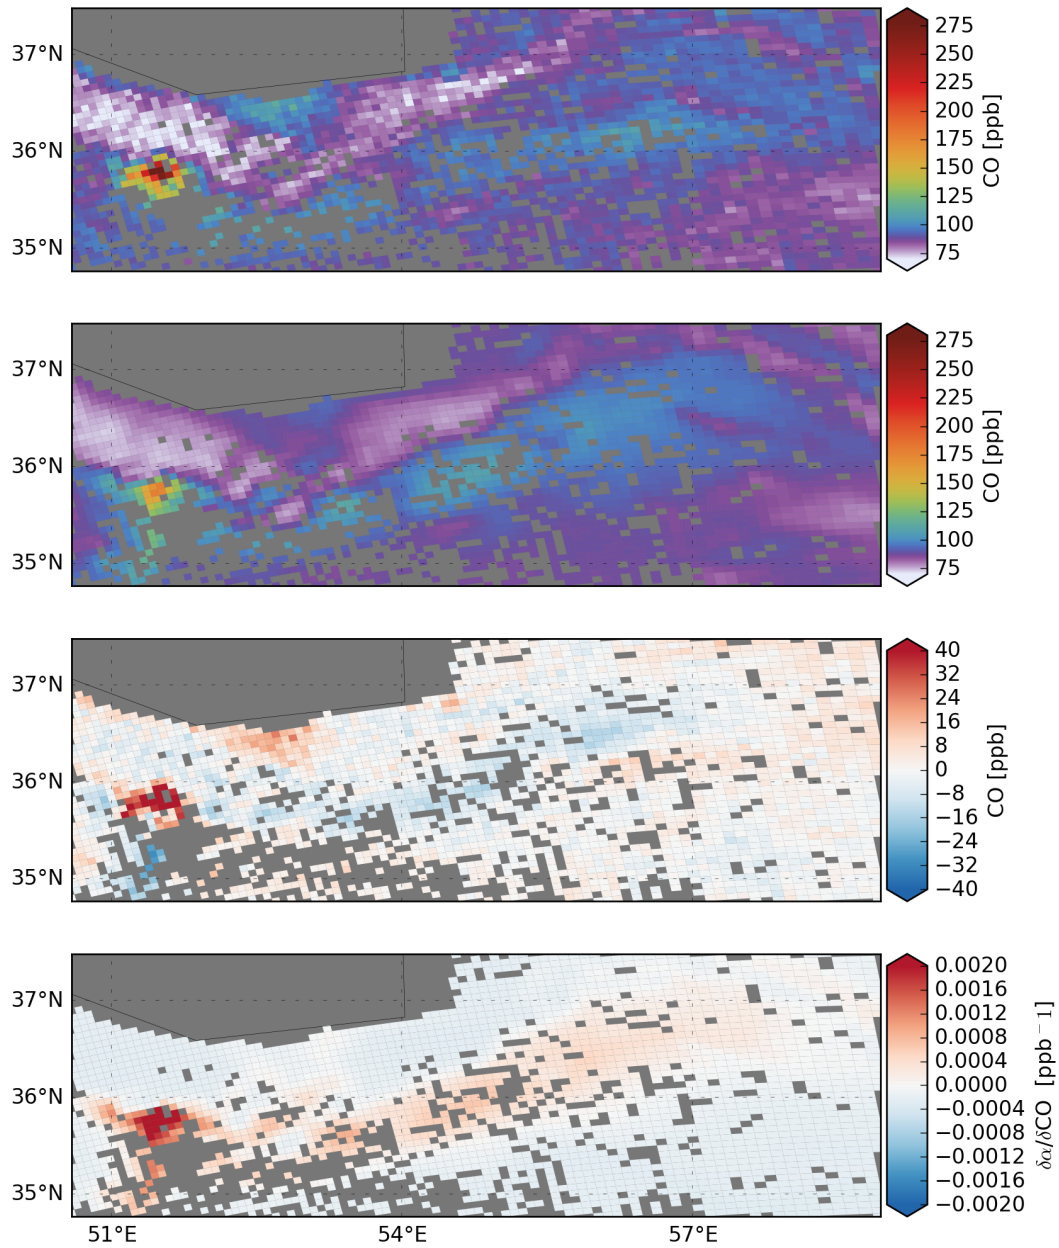 37°N
36°N
35°N
275
250
225
200
175
150
125
100
75
CO [ppb]
37°N
36°N
35°N
275
250
225
200
175
150
125
100
75
CO [ppb]
37°N
36°N
35°N
40
32
24
16
8
0
−8
−16
−24
−32
−40
CO [ppb]
37°N
36°N
35°N
0.0020
0.0016
0.0012
0.0008
0.0004
0.0000
−0.0004
−0.0008
−0.0012
−0.0016
−0.0020
δα/δCO [ppb − 1]
51°E
54°E
57°E